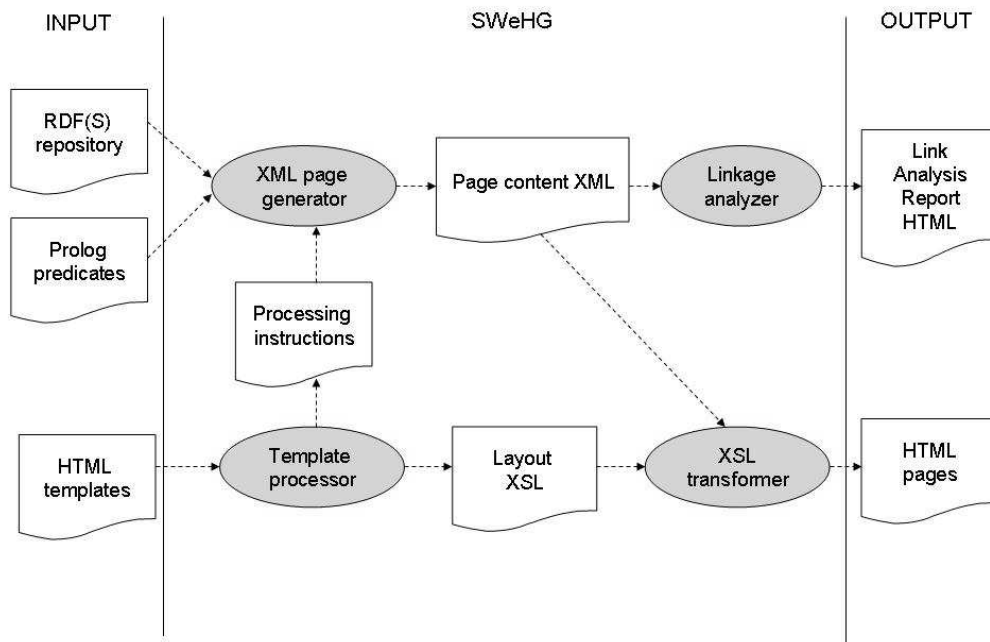 INPUT
SWeHG
OUTPUT
RDF(S)
repository
XML page
generator
Page content XML
Linkage
analyzer
Link
Analysis
Report
HTML
Prolog
predicates
Processing
instructions
HTML
templates
Template
processor
Layout
XSL
XSL
transformer
HTML
pages